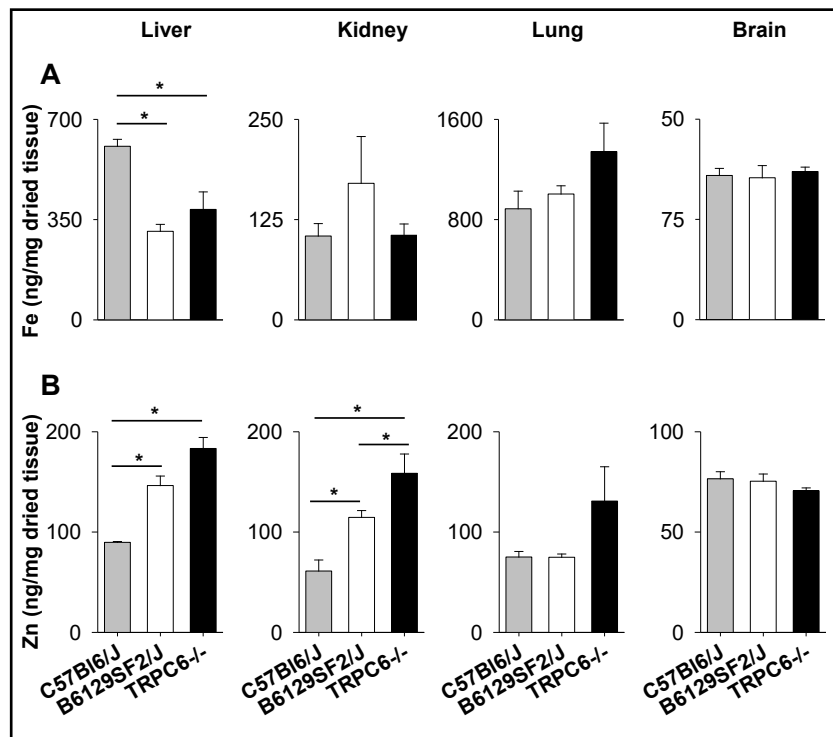 Liver Kidney Lung Brain
A
* *
Fe (ng/mg dried tissue)
700 350 0
250 125 0
1600 800 0
50 75 0
B
* * * * *
Zn (ng/mg dried tissue)
200 100 0
200 100 0
200 100 0
100 50 0
C57Bl6/J B6129SF2/J TRPC6-/- C57Bl6/J B6129SF2/J TRPC6-/- C57Bl6/J B6129SF2/J TRPC6-/- C57Bl6/J B6129SF2/J TRPC6-/-